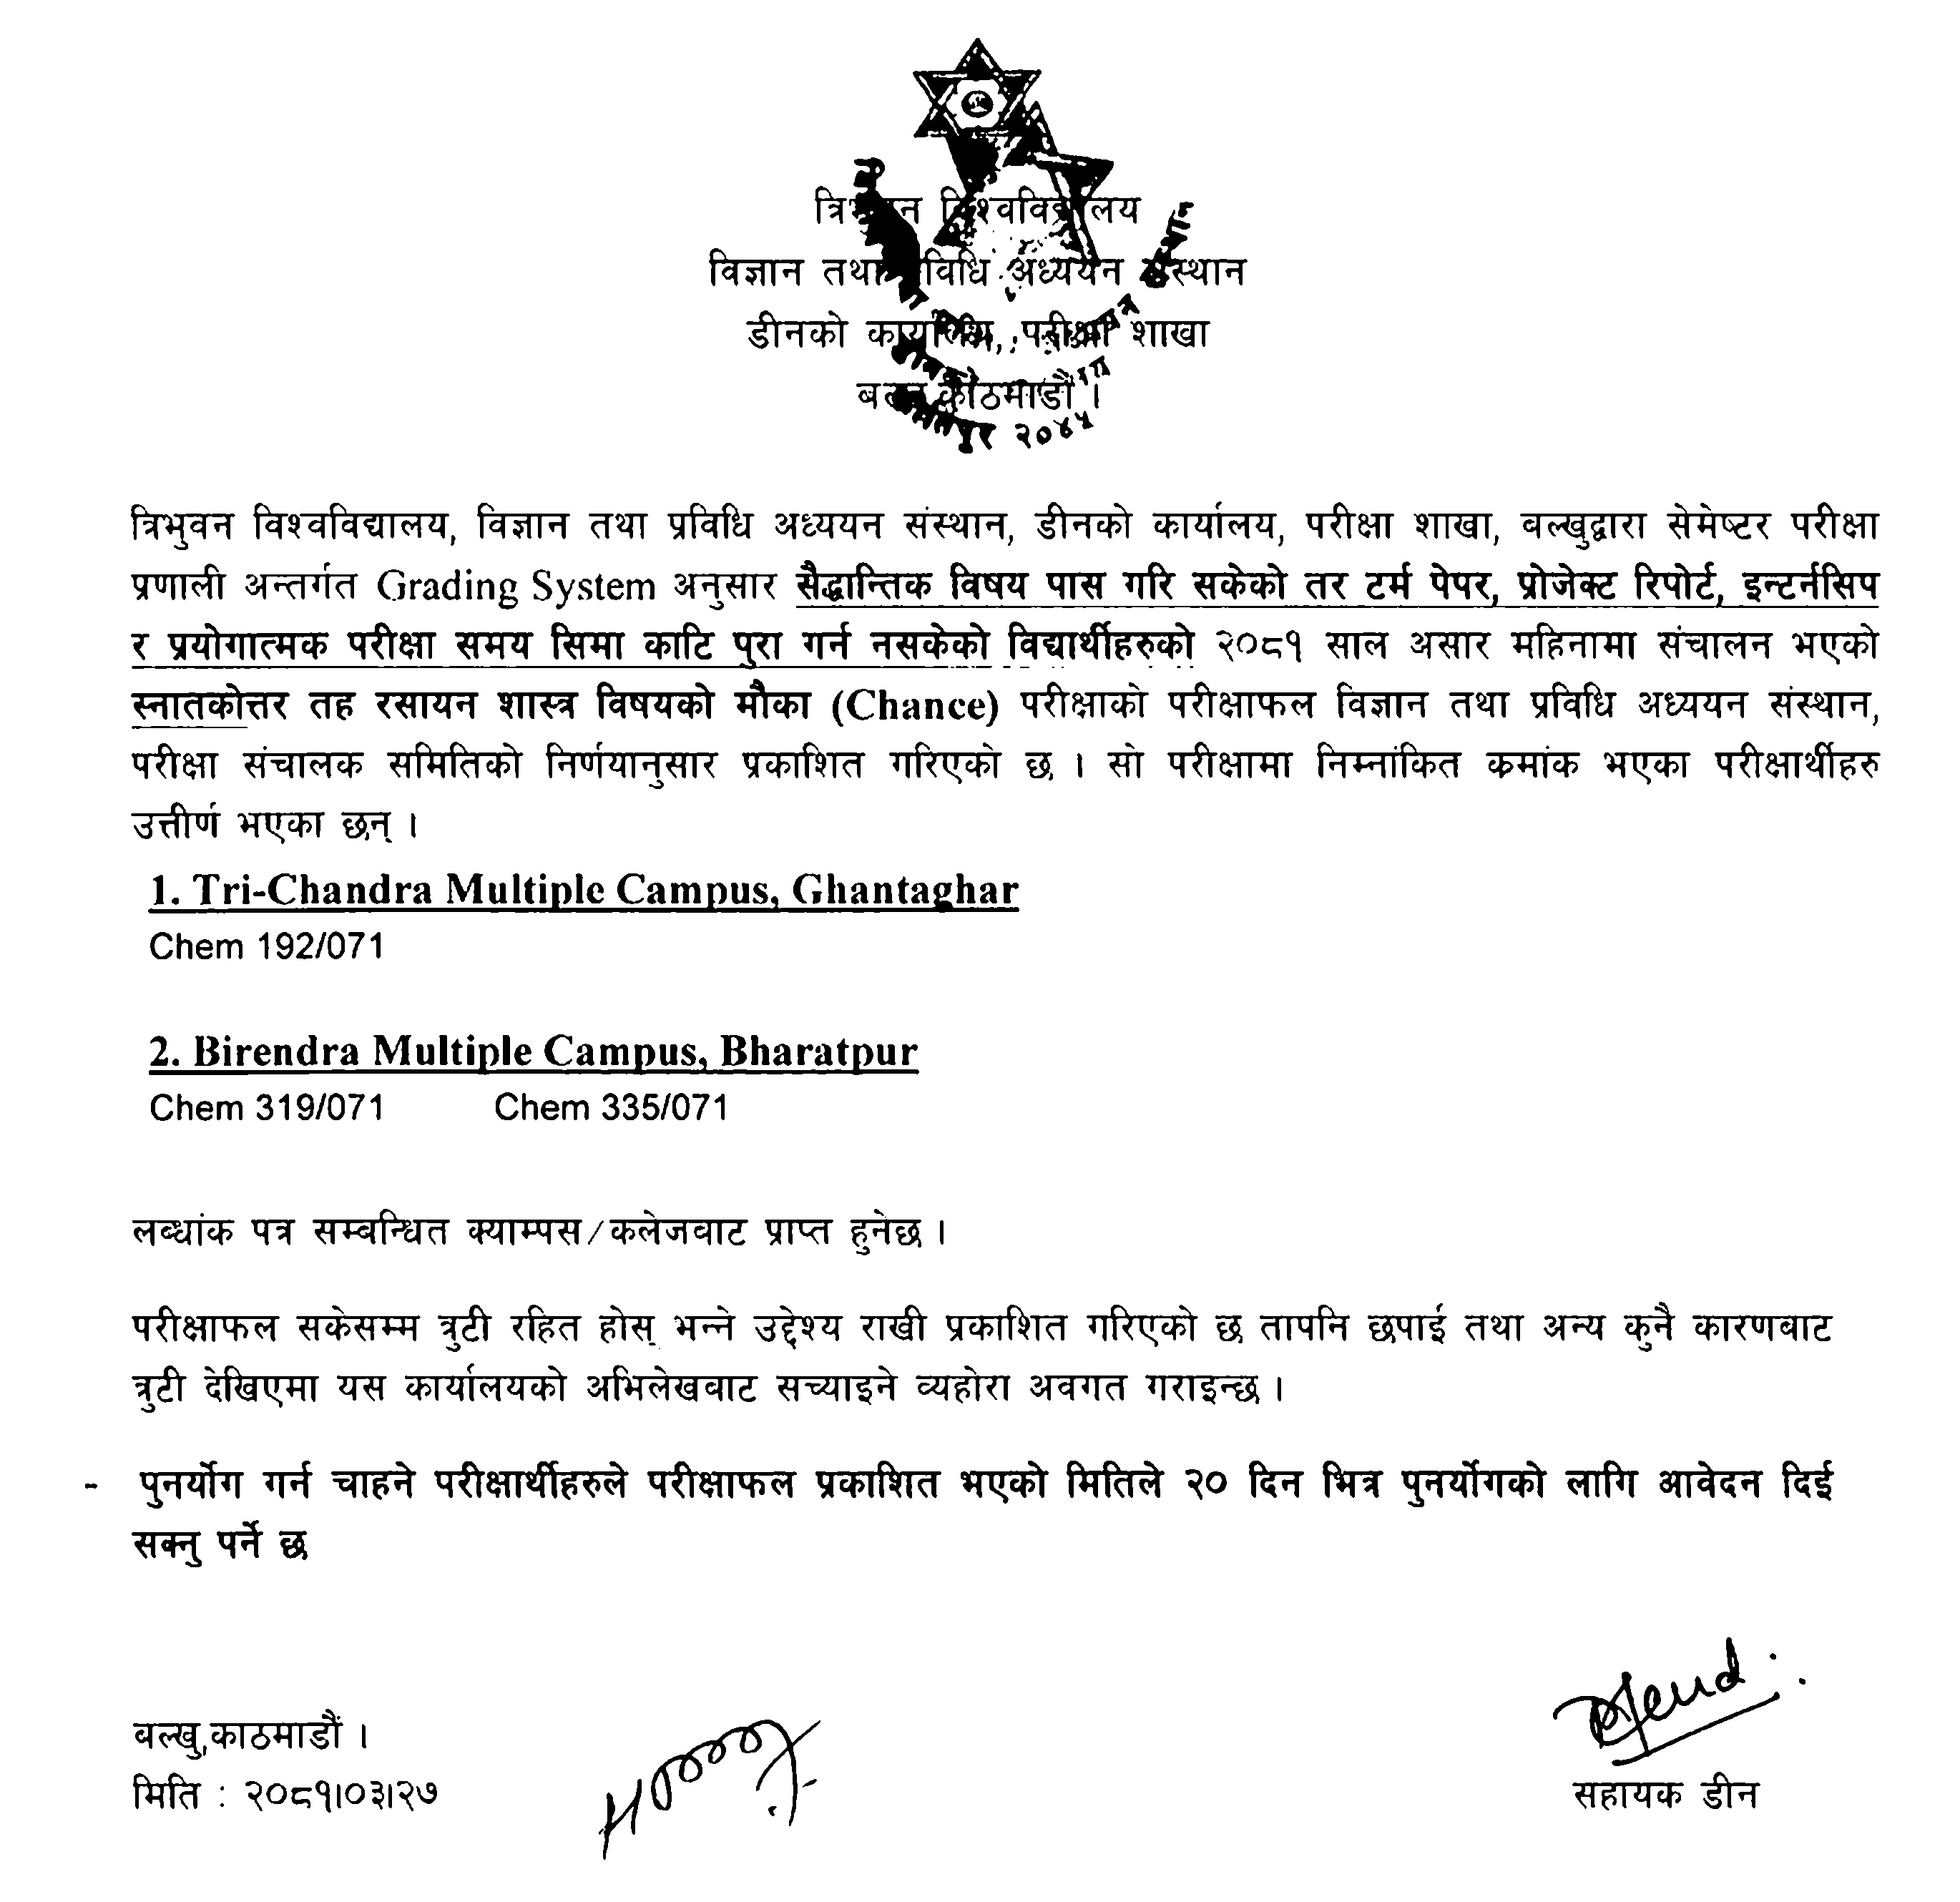 त्रिभुवन विश्वविद्यालय
विज्ञान तथा प्रविधि अध्ययन संस्थान
डीनको कार्यालय, परीक्षा शाखा
काठमाडौं ।
२०४५
त्रिभुवन विश्वविद्यालय, विज्ञान तथा प्रविधि अध्ययन संस्थान, डीनको कार्यालय, परीक्षा शाखा, बल्खुद्वारा सेमेष्टर परीक्षा
प्रणाली अन्तर्गत Grading System अनुसार सैद्धान्तिक विषय पास गरि सकेको तर टर्म पेपर, प्रोजेक्ट रिपोर्ट, इन्टर्नसिप
र प्रयोगात्मक परीक्षा समय सिमा काटि पुरा गर्न नसकेको विद्यार्थीहरुको २०८१ साल असार महिनामा संचालन भएको
स्नातकोत्तर तह रसायन शास्त्र विषयको मौका (Chance) परीक्षाको परीक्षाफल विज्ञान तथा प्रविधि अध्ययन संस्थान,
परीक्षा संचालक समितिको निर्णयानुसार प्रकाशित गरिएको छ । सो परीक्षामा निम्नांकित क्रमांक भएका परीक्षार्थीहरु
उत्तीर्ण भएका छन् ।
1. Tri-Chandra Multiple Campus, Ghantaghar
Chem 192/071
2. Birendra Multiple Campus, Bharatpur
Chem 319/071 Chem 335/071
लब्धांक पत्र सम्बन्धित क्याम्पस/कलेजबाट प्राप्त हुनेछ ।
परीक्षाफल सकेसम्म त्रुटी रहित होस् भन्ने उद्देश्य राखी प्रकाशित गरिएको छ तापनि छपाई तथा अन्य कुनै कारणबाट
त्रुटी देखिएमा यस कार्यालयको अभिलेखबाट सच्याइने व्यहोरा अवगत गराइन्छ ।
- पुनर्योग गर्न चाहने परीक्षार्थीहरुले परीक्षाफल प्रकाशित भएको मितिले २० दिन भित्र पुनर्योगको लागि आवेदन दिई
सक्नु पर्ने छ
बल्खु,काठमाडौं ।
मिति : २०८१।०३।२७
सहायक डीन